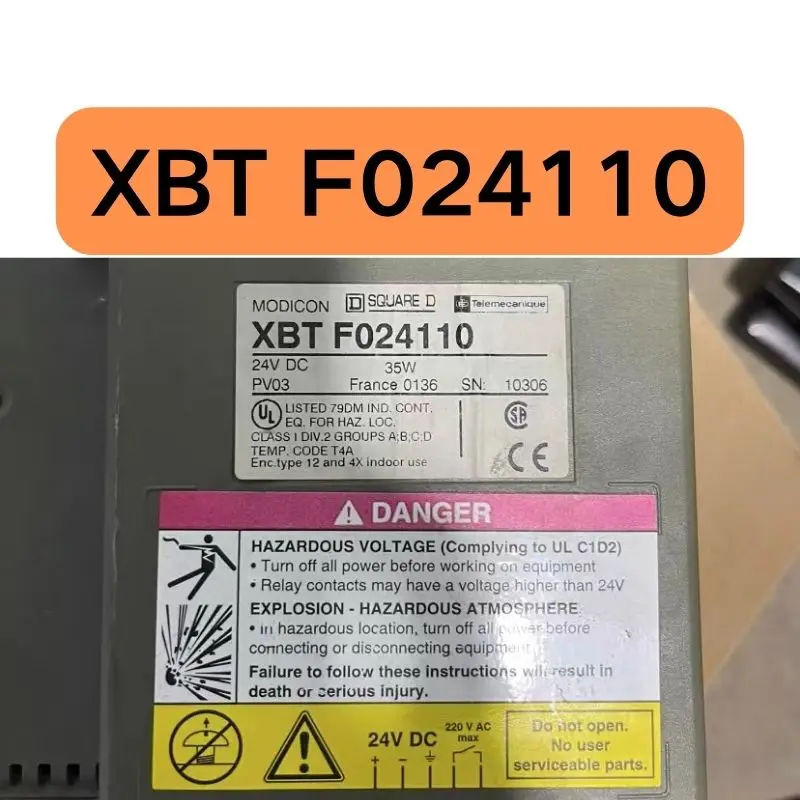 XBT F024110
MODICON SQUARE D Telemecanique
XBT F024110
24V DC 35W
PV03 France 0136 SN: 10306
UL LISTED 79DM IND. CONT.
EQ. FOR HAZ. LOC.
CLASS I DIV.2 GROUPS A;B;C;D
TEMP. CODE T4A
Enc.type 12 and 4X indoor use
CE
DANGER
HAZARDOUS VOLTAGE (Complying to UL C1D2)
• Turn off all power before working on equipment
• Relay contacts may have a voltage higher than 24V
EXPLOSION - HAZARDOUS ATMOSPHERE
• in hazardous location, turn off all power before
connecting or disconnecting equipment
Failure to follow these instructions will result in
death or serious injury.
24V DC
220 V AC
max
+ -
Do not open.
No user
serviceable parts.